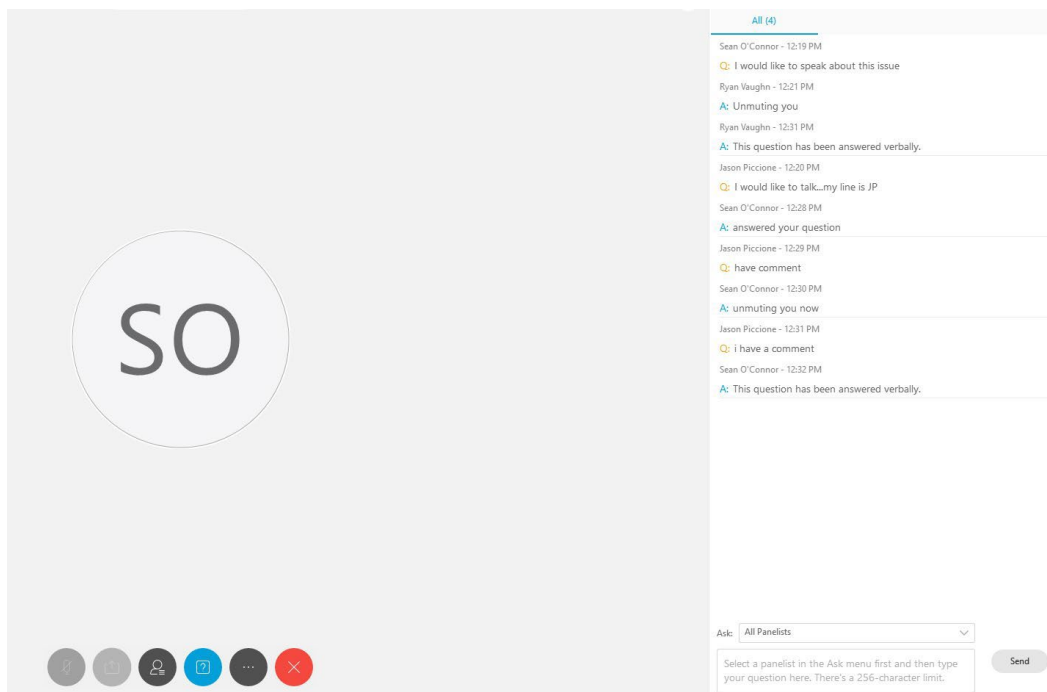 SO
All (4)
Sean O'Connor - 12:19 PM
Q: I would like to speak about this issue
Ryan Vaughn - 12:21 PM
A: Unmuting you
Ryan Vaughn - 12:31 PM
A: This question has been answered verbally.
Jason Piccione - 12:20 PM
Q: I would like to talk...my line is JP
Sean O'Connor - 12:28 PM
A: answered your question
Jason Piccione - 12:29 PM
Q: have comment
Sean O'Connor - 12:30 PM
A: unmuting you now
Jason Piccione - 12:31 PM
Q: i have a comment
Sean O'Connor - 12:32 PM
A: This question has been answered verbally.
Ask: All Panelists
Select a panelist in the Ask menu first and then type
your question here. There's a 256-character limit.
Send